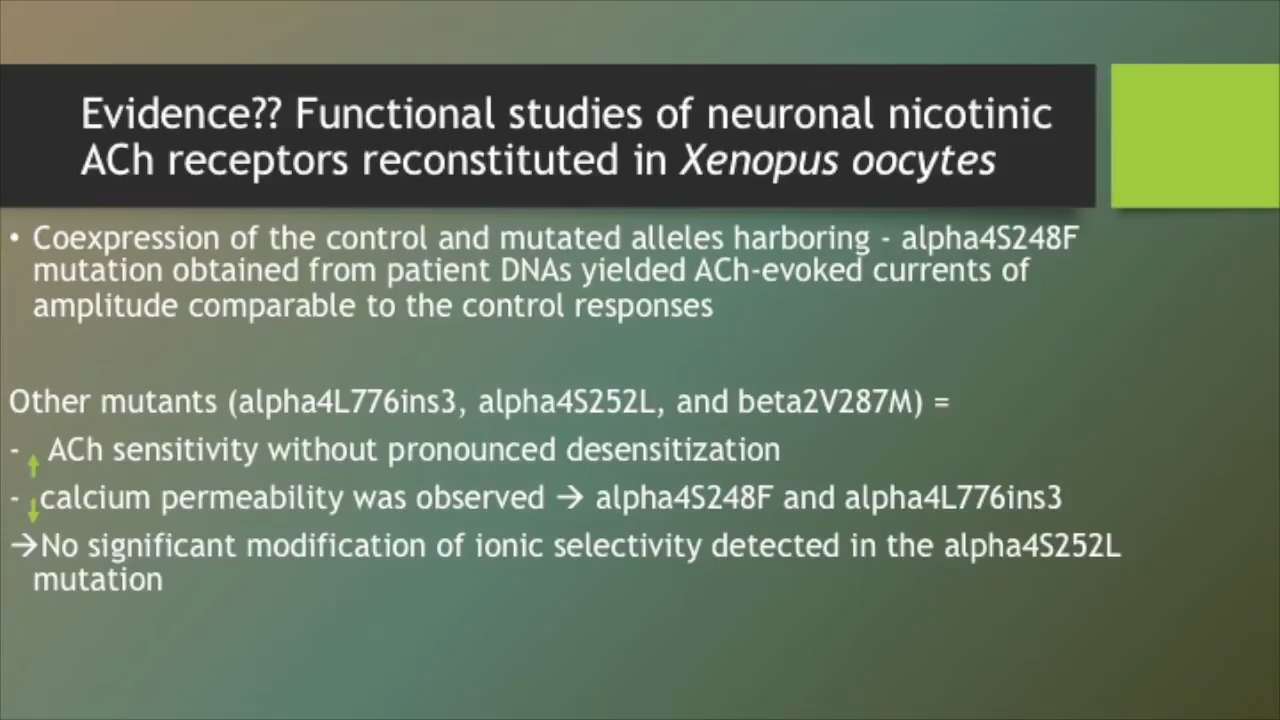 Evidence?? Functional studies of neuronal nicotinic
ACh receptors reconstituted in Xenopus oocytes
• Coexpression of the control and mutated alleles harboring - alpha4S248F
mutation obtained from patient DNAs yielded ACh-evoked currents of
amplitude comparable to the control responses
Other mutants (alpha4L776ins3, alpha4S252L, and beta2V287M) =
- ↑ ACh sensitivity without pronounced desensitization
- ↓ calcium permeability was observed → alpha4S248F and alpha4L776ins3
→No significant modification of ionic selectivity detected in the alpha4S252L
mutation